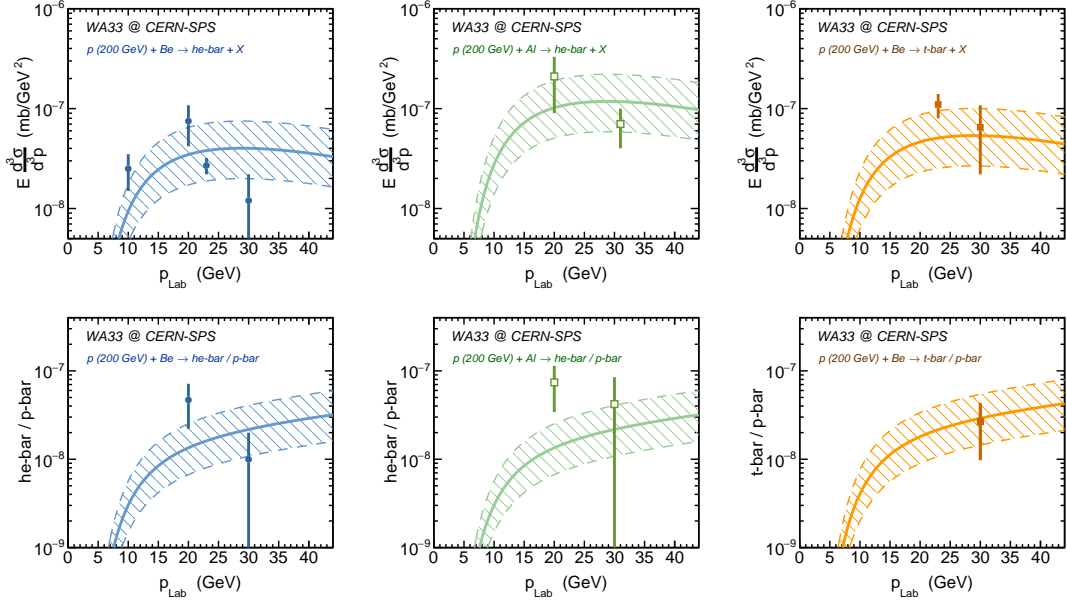 WA33 @ CERN-SPS
p (200 GeV) + Be → he-bar + X
E d³σ/d³p (mb/GeV²)
10⁻⁶
10⁻⁷
10⁻⁸
0 5 10 15 20 25 30 35 40
p_Lab (GeV)
WA33 @ CERN-SPS
p (200 GeV) + Al → he-bar + X
E d³σ/d³p (mb/GeV²)
10⁻⁶
10⁻⁷
10⁻⁸
0 5 10 15 20 25 30 35 40
p_Lab (GeV)
WA33 @ CERN-SPS
p (200 GeV) + Be → t-bar + X
E d³σ/d³p (mb/GeV²)
10⁻⁶
10⁻⁷
10⁻⁸
0 5 10 15 20 25 30 35 40
p_Lab (GeV)
WA33 @ CERN-SPS
p (200 GeV) + Be → he-bar / p-bar
he-bar / p-bar
10⁻⁷
10⁻⁸
10⁻⁹
0 5 10 15 20 25 30 35 40
p_Lab (GeV)
WA33 @ CERN-SPS
p (200 GeV) + Al → he-bar / p-bar
he-bar / p-bar
10⁻⁷
10⁻⁸
10⁻⁹
0 5 10 15 20 25 30 35 40
p_Lab (GeV)
WA33 @ CERN-SPS
p (200 GeV) + Be → t-bar / p-bar
t-bar / p-bar
10⁻⁷
10⁻⁸
10⁻⁹
0 5 10 15 20 25 30 35 40
p_Lab (GeV)